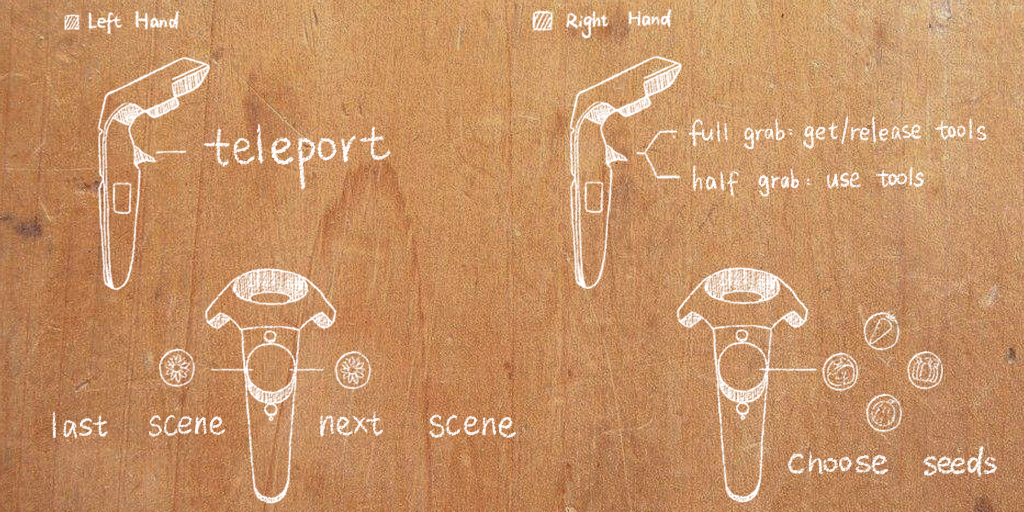 Left Hand
teleport
last scene
next scene
Right Hand
full grab: get/release tools
half grab: use tools
choose seeds